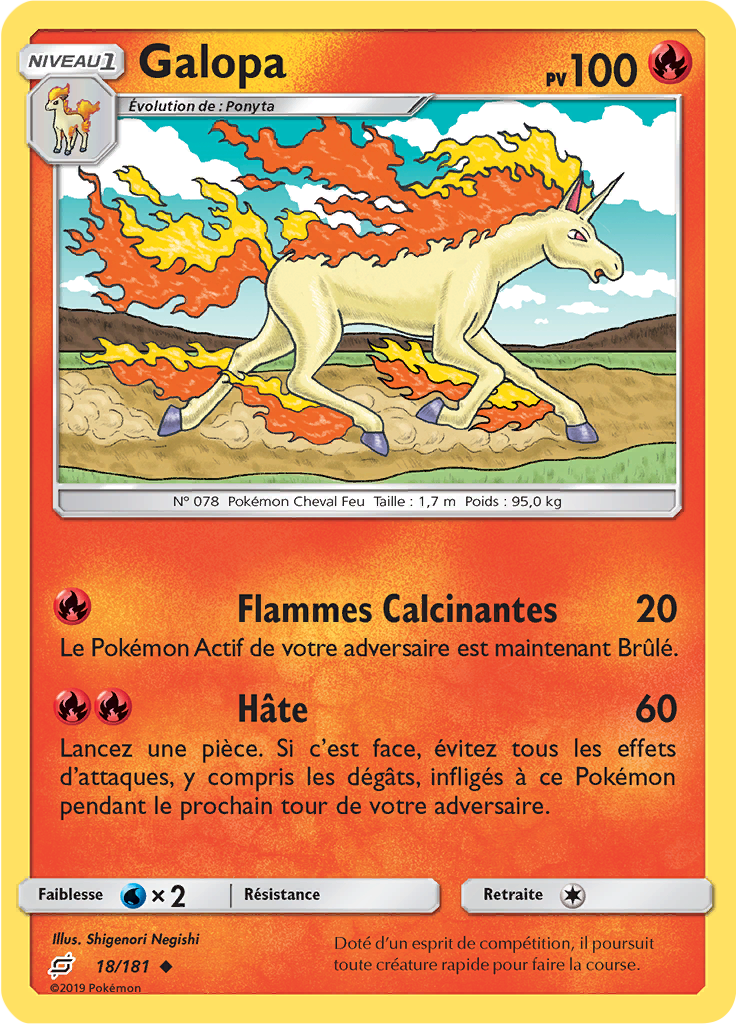 NIVEAU 1
Galopa
PV 100
Évolution de : Ponyta
N° 078 Pokémon Cheval Feu Taille : 1,7 m Poids : 95,0 kg
Flammes Calcinantes 20
Le Pokémon Actif de votre adversaire est maintenant Brûlé.
Hâte 60
Lancez une pièce. Si c'est face, évitez tous les effets
d'attaques, y compris les dégâts, infligés à ce Pokémon
pendant le prochain tour de votre adversaire.
Faiblesse × 2 Résistance Retraite
Illus. Shigenori Negishi
18/181
©2019 Pokémon
Doté d'un esprit de compétition, il poursuit
toute créature rapide pour faire la course.